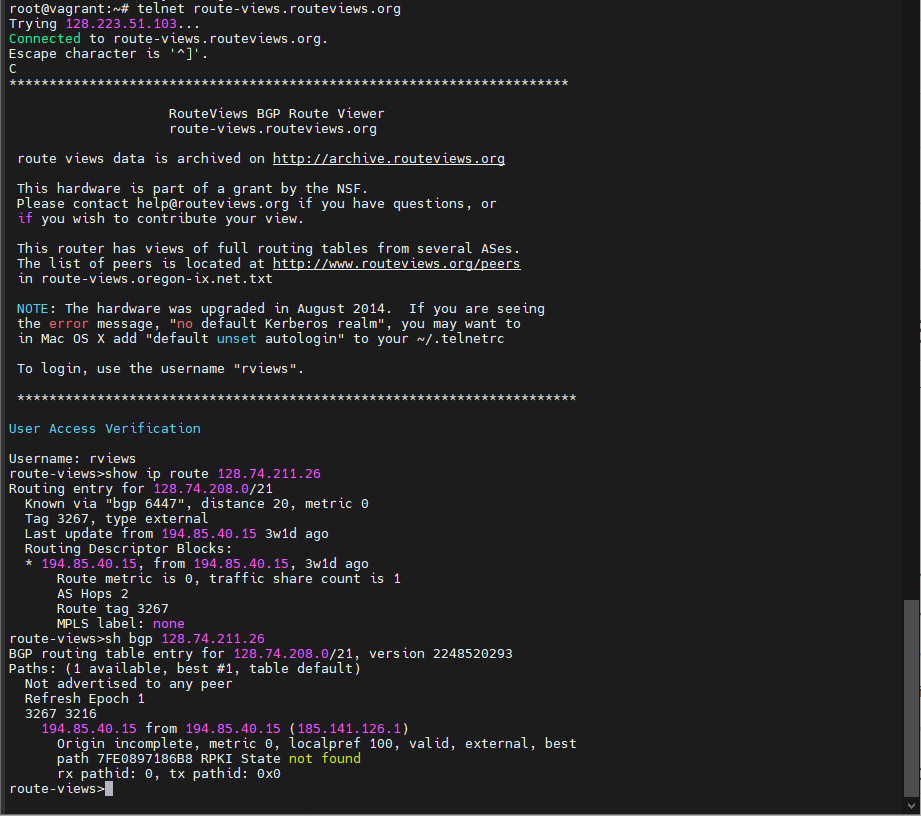 root@vagrant:~# telnet route-views.routeviews.org
Trying 128.223.51.103...
Connected to route-views.routeviews.org.
Escape character is '^]'.
C
**********************************************************************

                    RouteViews BGP Route Viewer
                    route-views.routeviews.org

 route views data is archived on http://archive.routeviews.org

 This hardware is part of a grant by the NSF.
 Please contact help@routeviews.org if you have questions, or
 if you wish to contribute your view.

 This router has views of full routing tables from several ASes.
 The list of peers is located at http://www.routeviews.org/peers
 in route-views.oregon-ix.net.txt

 NOTE: The hardware was upgraded in August 2014.  If you are seeing
 the error message, "no default Kerberos realm", you may want to
 in Mac OS X add "default unset autologin" to your ~/.telnetrc

 To login, use the username "rviews".

 **********************************************************************

User Access Verification

Username: rviews
route-views>show ip route 128.74.211.26
Routing entry for 128.74.208.0/21
  Known via "bgp 6447", distance 20, metric 0
  Tag 3267, type external
  Last update from 194.85.40.15 3w1d ago
  Routing Descriptor Blocks:
  * 194.85.40.15, from 194.85.40.15, 3w1d ago
      Route metric is 0, traffic share count is 1
      AS Hops 2
      Route tag 3267
      MPLS label: none
route-views>sh bgp 128.74.211.26
BGP routing table entry for 128.74.208.0/21, version 2248520293
Paths: (1 available, best #1, table default)
  Not advertised to any peer
  Refresh Epoch 1
  3267 3216
    194.85.40.15 from 194.85.40.15 (185.141.126.1)
      Origin incomplete, metric 0, localpref 100, valid, external, best
      path 7FE0897186B8 RPKI State not found
      rx pathid: 0, tx pathid: 0x0
route-views>